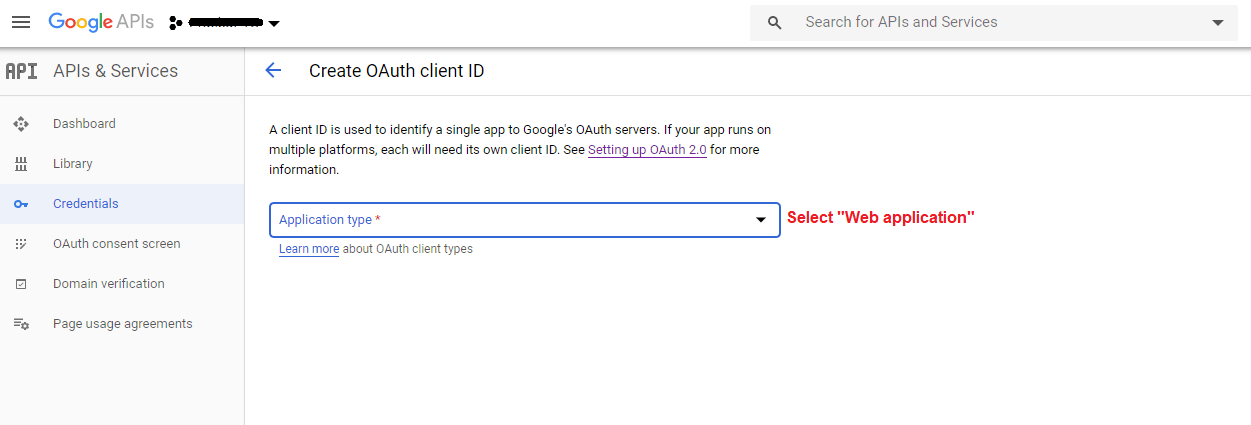 Google APIs
Search for APIs and Services
API APIs & Services
Create OAuth client ID
Dashboard
Library
Credentials
OAuth consent screen
Domain verification
Page usage agreements
A client ID is used to identify a single app to Google's OAuth servers. If your app runs on
multiple platforms, each will need its own client ID. See Setting up OAuth 2.0 for more
information.
Application type *
Select "Web application"
Learn more about OAuth client types